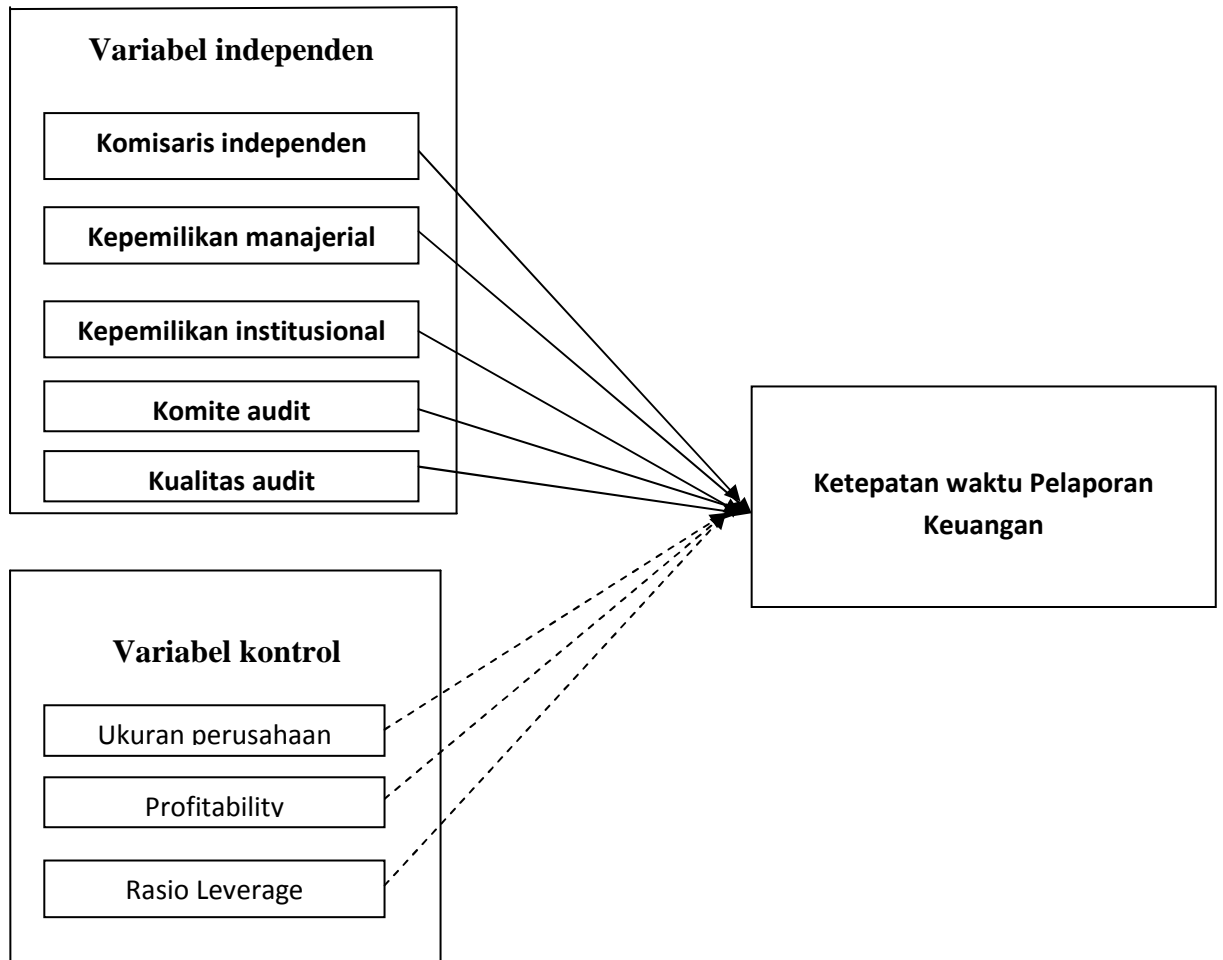 Variabel independen
Komisaris independen
Kepemilikan manajerial
Kepemilikan institusional
Komite audit
Kualitas audit
Ketepatan waktu Pelaporan
Keuangan
Variabel kontrol
Ukuran perusahaan
Profitability
Rasio Leverage